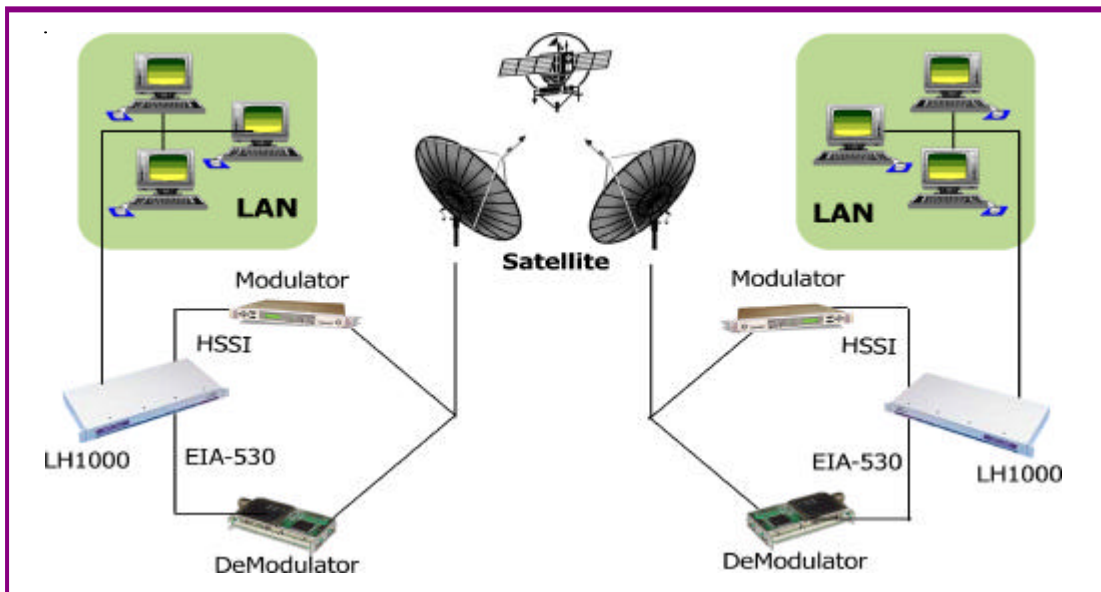 LAN
LAN
Satellite
Modulator
Modulator
HSSI
HSSI
LH1000
EIA-530
EIA-530
LH1000
DeModulator
DeModulator